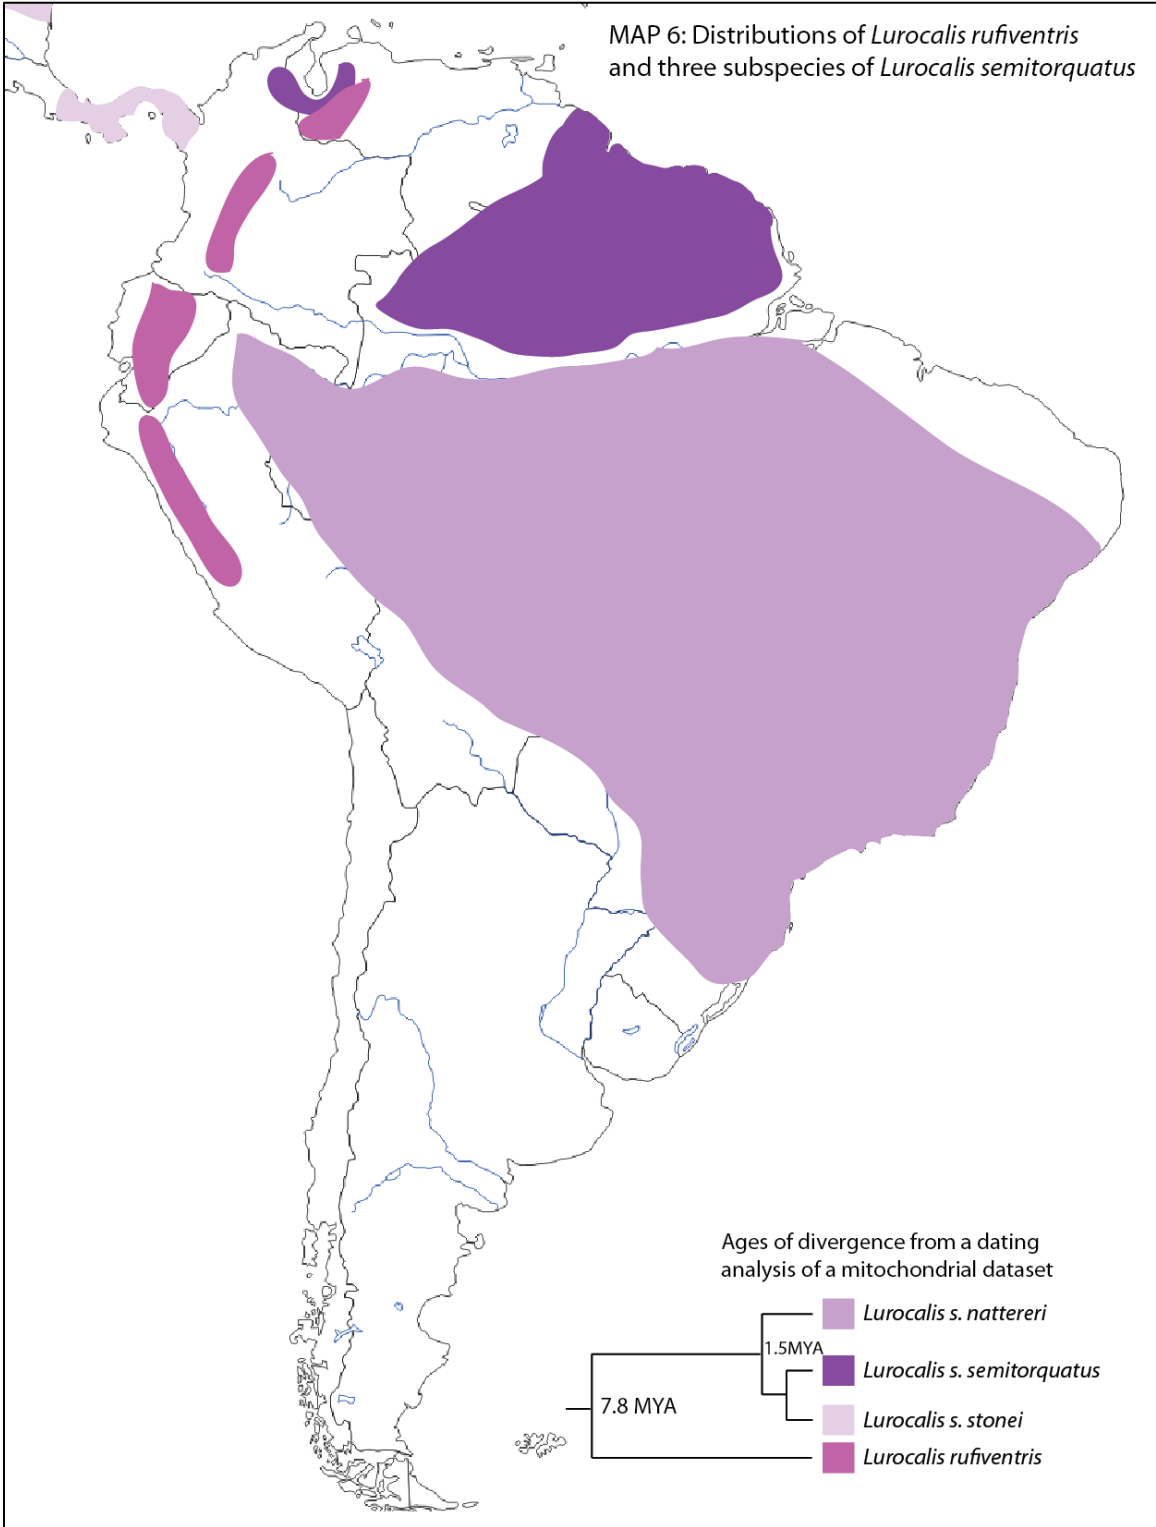 MAP 6: Distributions of Lurocalis rufiventris
and three subspecies of Lurocalis semitorquatus
Ages of divergence from a dating
analysis of a mitochondrial dataset
Lurocalis s. nattereri
1.5MYA
Lurocalis s. semitorquatus
7.8 MYA
Lurocalis s. stonei
Lurocalis rufiventris